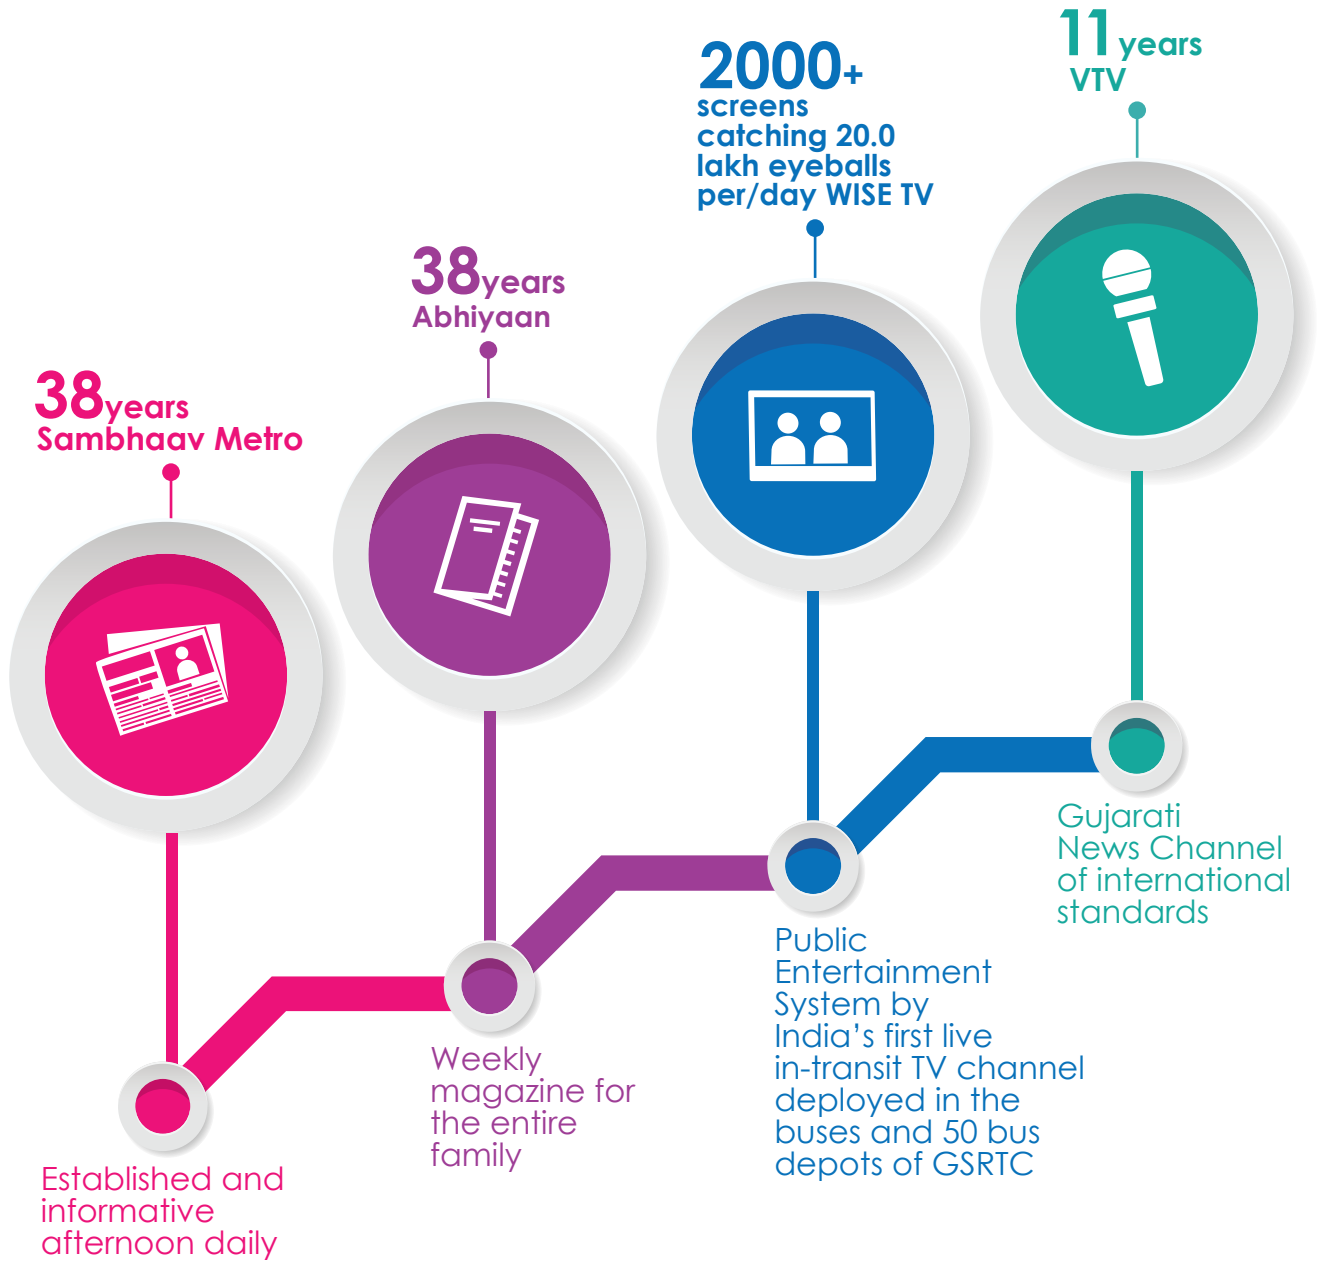 38years
Sambhaav Metro
Established and
informative
afternoon daily
38years
Abhiyaan
Weekly
magazine for
the entire
family
2000+
screens
catching 20.0
lakh eyeballs
per/day WISE TV
Public
Entertainment
System by
India’s first live
in-transit TV channel
deployed in the
buses and 50 bus
depots of GSRTC
11 years
VTV
Gujarati
News Channel
of international
standards